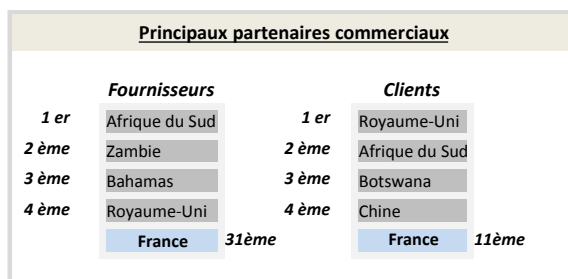 Principaux partenaires commerciaux
Fournisseurs Clients
1 er Afrique du Sud 1 er Royaume-Uni
2 ème Zambie 2 ème Afrique du Sud
3 ème Bahamas 3 ème Botswana
4 ème Royaume-Uni 4 ème Chine
France 31ème France 11ème